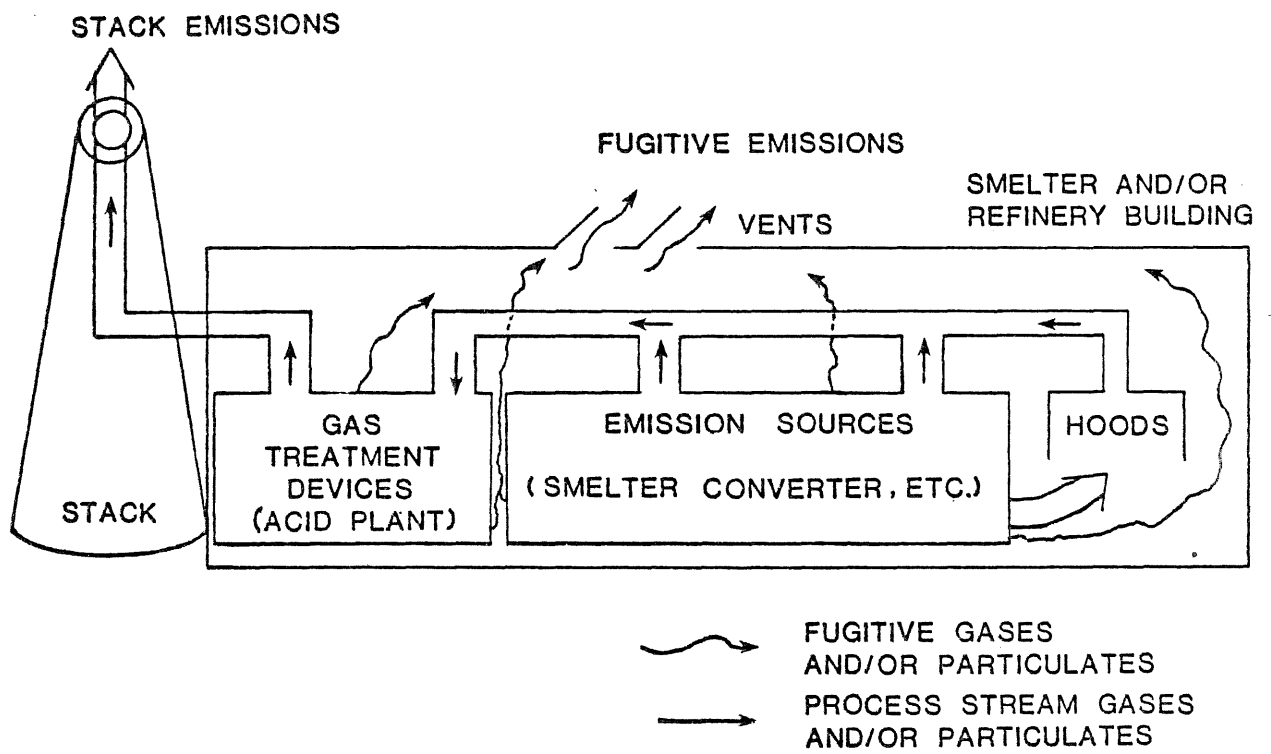 STACK EMISSIONS
FUGITIVE EMISSIONS
SMELTER AND/OR
REFINERY BUILDING
VENTS
GAS
TREATMENT
DEVICES
(ACID PLANT)
EMISSION SOURCES
(SMELTER CONVERTER, ETC.)
HOODS
STACK
FUGITIVE GASES
AND/OR PARTICULATES
PROCESS STREAM GASES
AND/OR PARTICULATES